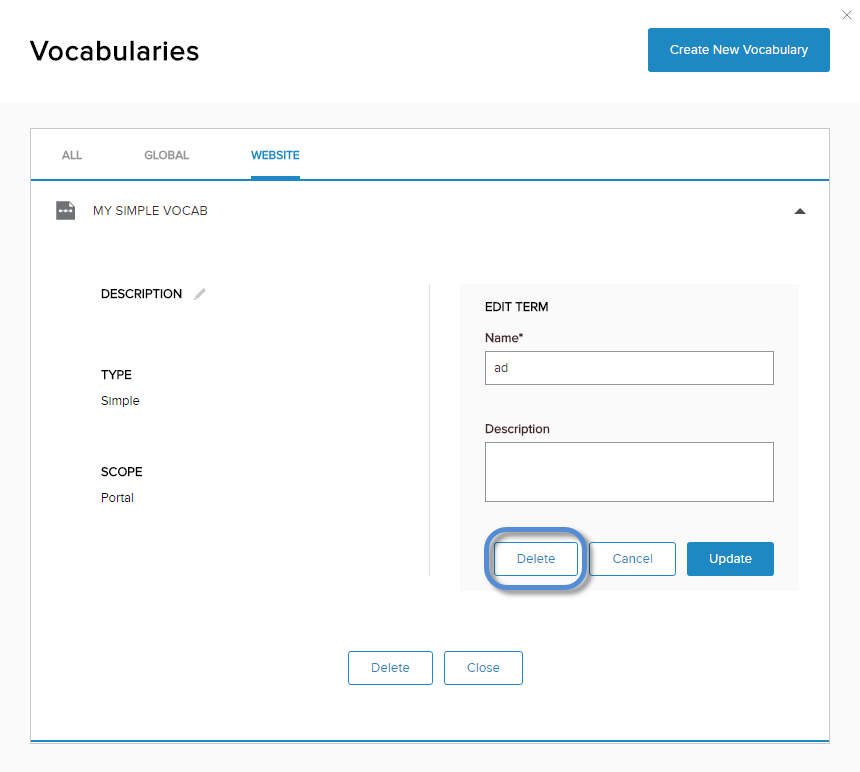 Vocabularies
Create New Vocabulary
ALL GLOBAL WEBSITE
MY SIMPLE VOCAB
DESCRIPTION
TYPE
Simple
SCOPE
Portal
EDIT TERM
Name*
ad
Description
Delete Cancel Update
Delete Close